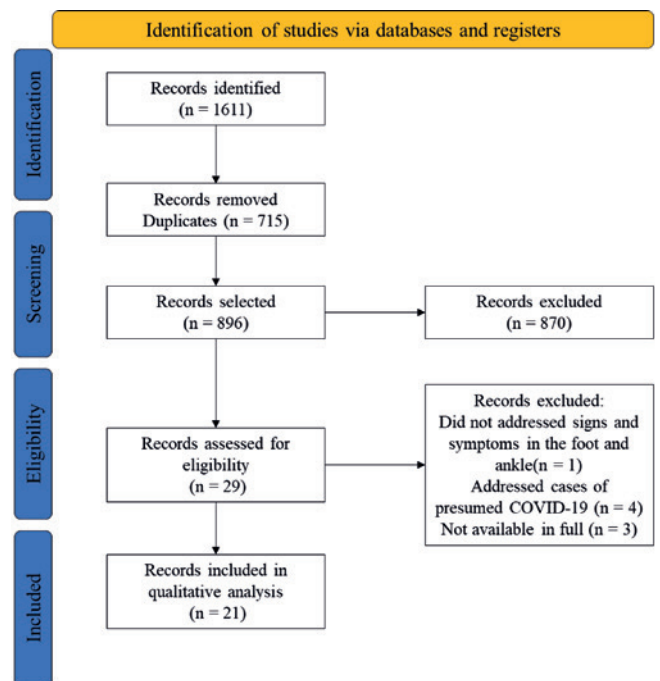 Identification of studies via databases and registers
Identification
Records identified
(n = 1611)
Records removed
Duplicates (n = 715)
Screening
Records selected
(n = 896)
Records excluded
(n = 870)
Eligibility
Records assessed for
eligibility
(n = 29)
Records excluded:
Did not addressed signs and
symptoms in the foot and
ankle(n = 1)
Addressed cases of
presumed COVID-19 (n = 4)
Not available in full (n = 3)
Included
Records included in
qualitative analysis
(n = 21)